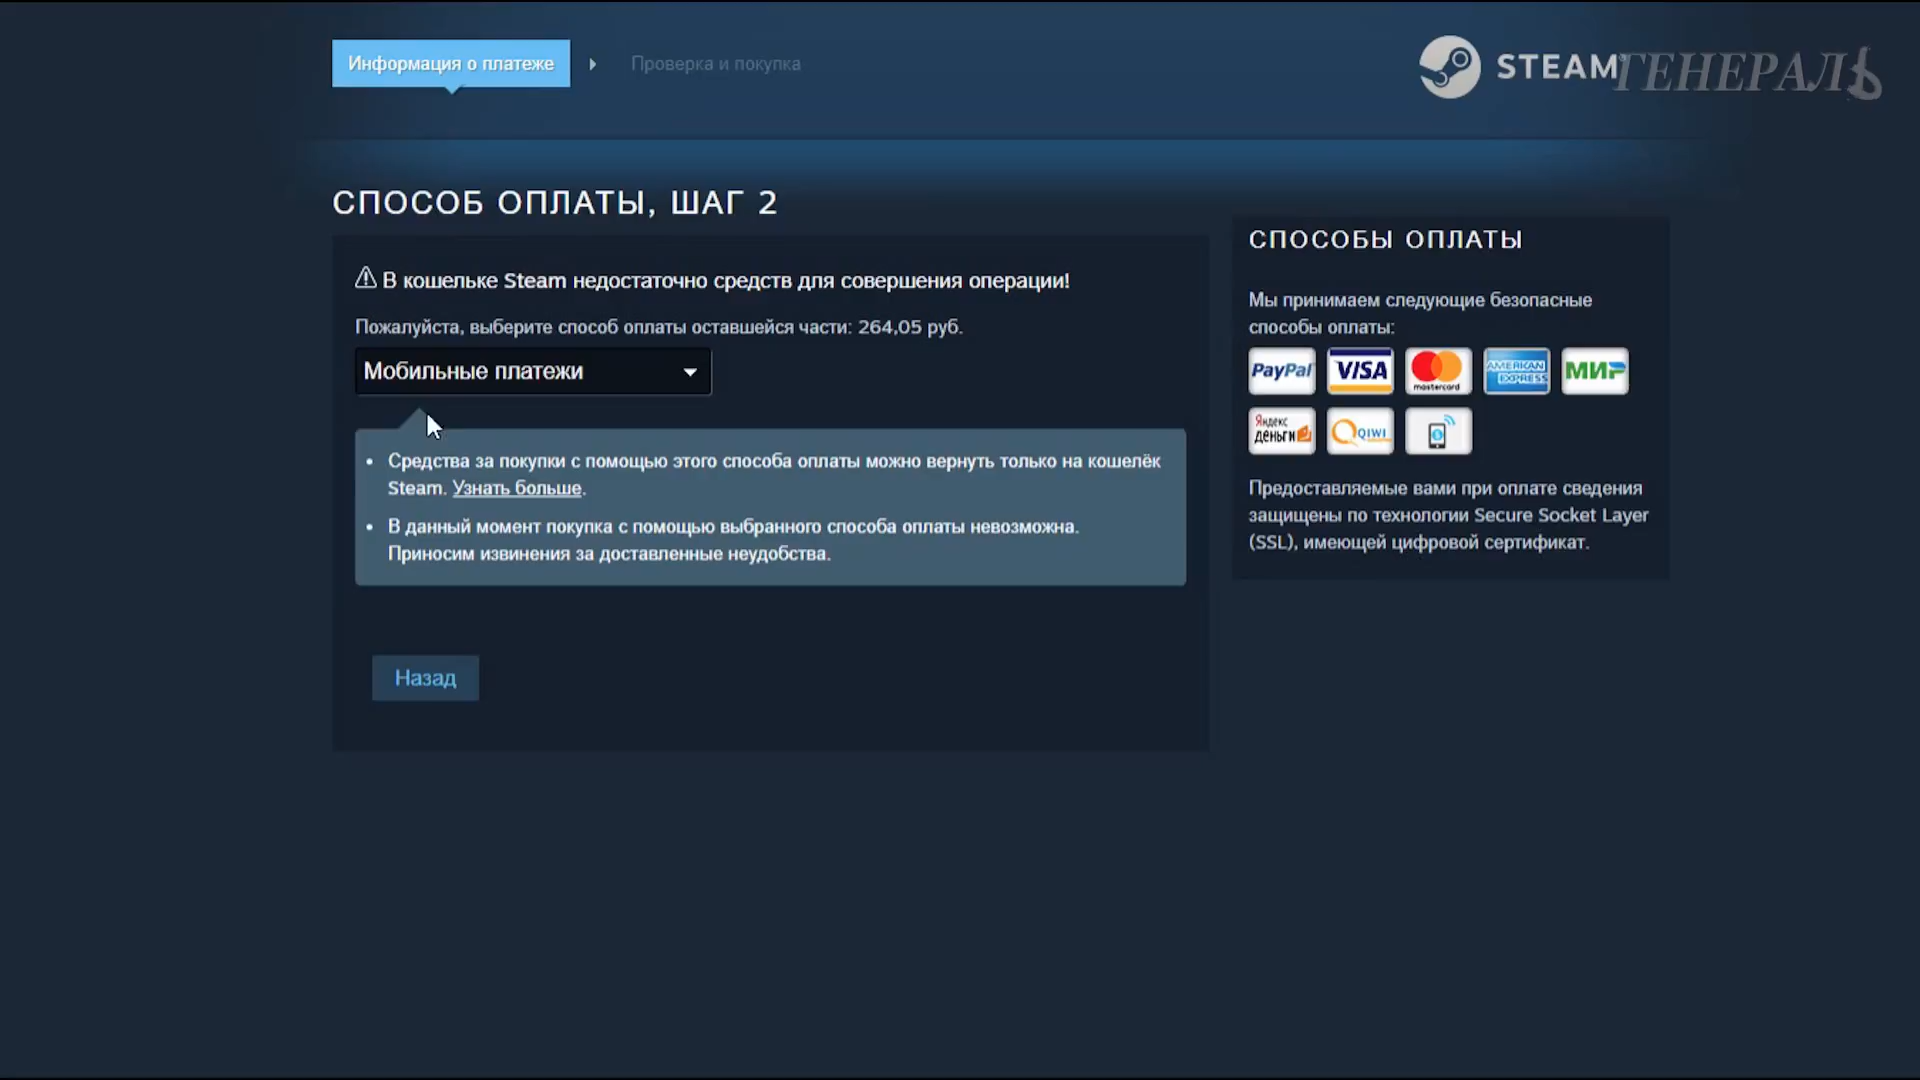 Информация о платеже
Проверка и покупка
STEAM
ГЕНЕРАЛЬ
СПОСОБ ОПЛАТЫ, ШАГ 2
В кошельке Steam недостаточно средств для совершения операции!
Пожалуйста, выберите способ оплаты оставшейся части: 264,05 руб.
Мобильные платежи
Средства за покупки с помощью этого способа оплаты можно вернуть только на кошелёк
Steam. Узнать больше.
В данный момент покупка с помощью выбранного способа оплаты невозможна.
Приносим извинения за доставленные неудобства.
Назад
СПОСОБЫ ОПЛАТЫ
Мы принимаем следующие безопасные
способы оплаты:
PayPal VISA mastercard AMERICAN EXPRESS МИР
Яндекс деньги QIWI
Предоставляемые вами при оплате сведения
защищены по технологии Secure Socket Layer
(SSL), имеющей цифровой сертификат.